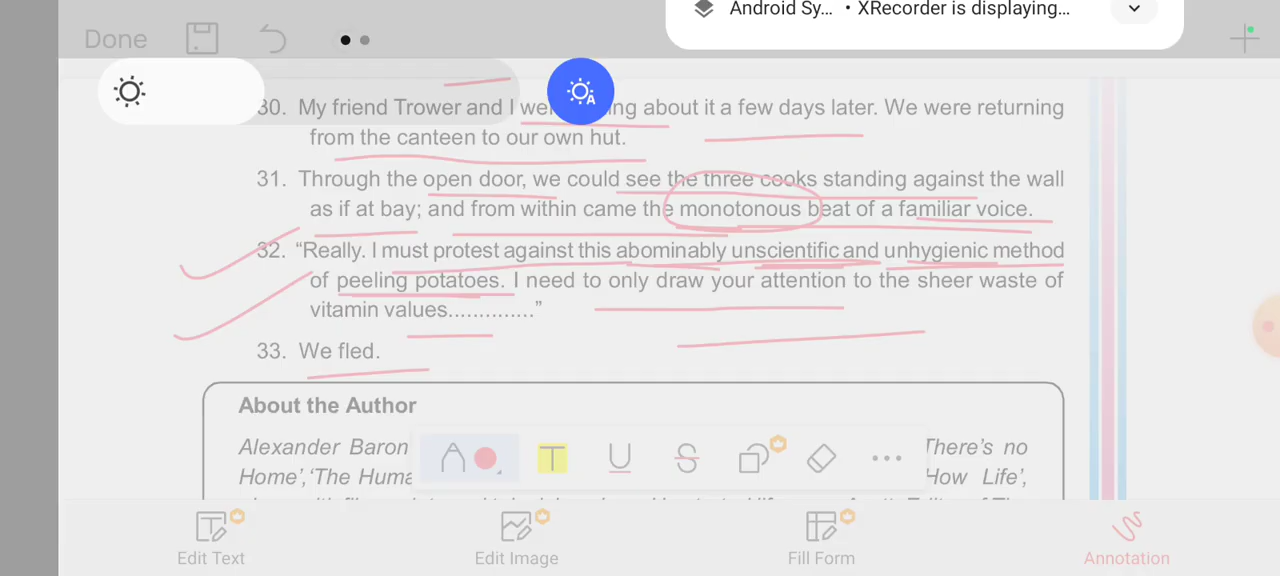 Android Sy... • XRecorder is displaying...
Done
30. My friend Trower and I about it a few days later. We were returning
from the canteen to our own hut.
31. Through the open door, we could see the three cooks standing against the wall
as if at bay; and from within came the monotonous beat of a familiar voice.
32. “Really. I must protest against this abominably unscientific and unhygienic method
of peeling potatoes. I need to only draw your attention to the sheer waste of
vitamin values..............”
33. We fled.
About the Author
Alexander Baron There’s no
Home’,‘The Huma How Life’,
Edit Text
Edit Image
Fill Form
Annotation